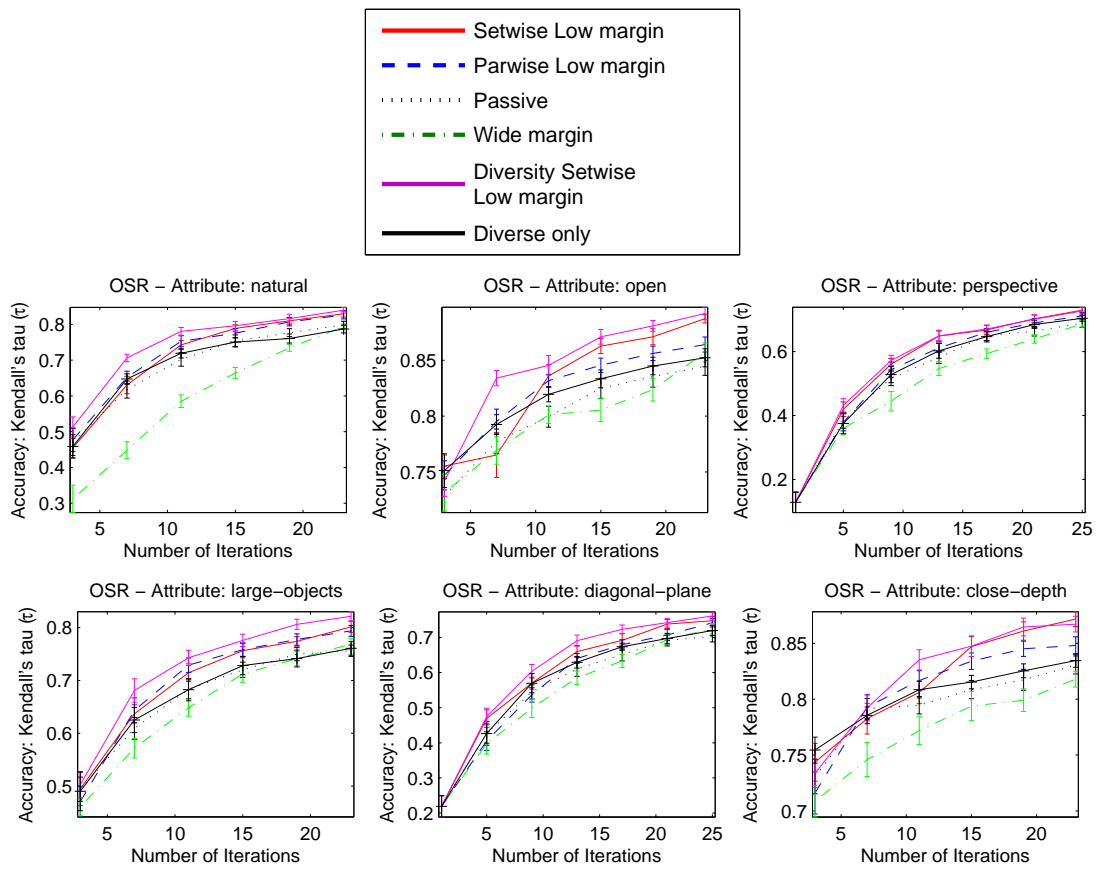 Setwise Low margin
Parwise Low margin
Passive
Wide margin
Diversity Setwise
Low margin
Diverse only
OSR − Attribute: natural
Accuracy: Kendall's tau (τ)
0.8
0.7
0.6
0.5
0.4
0.3
5 10 15 20
Number of Iterations
OSR − Attribute: open
Accuracy: Kendall's tau (τ)
0.85
0.8
0.75
5 10 15 20
Number of Iterations
OSR − Attribute: perspective
Accuracy: Kendall's tau (τ)
0.6
0.4
0.2
5 10 15 20 25
Number of Iterations
OSR − Attribute: large−objects
Accuracy: Kendall's tau (τ)
0.8
0.7
0.6
0.5
5 10 15 20
Number of Iterations
OSR − Attribute: diagonal−plane
Accuracy: Kendall's tau (τ)
0.7
0.6
0.5
0.4
0.3
0.2
5 10 15 20 25
Number of Iterations
OSR − Attribute: close−depth
Accuracy: Kendall's tau (τ)
0.85
0.8
0.75
0.7
5 10 15 20
Number of Iterations